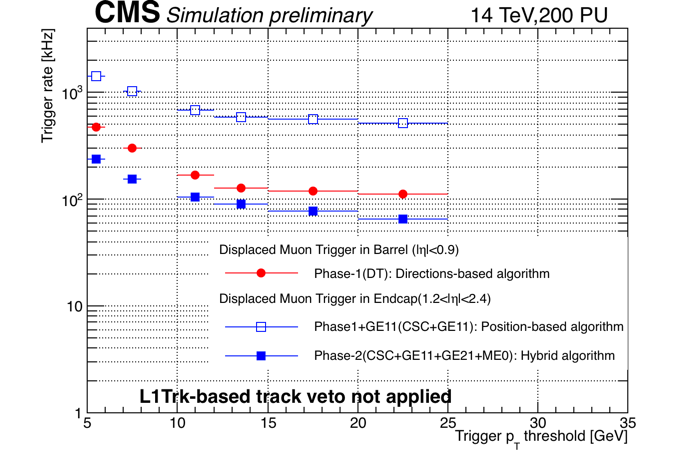 CMS Simulation preliminary 14 TeV,200 PU
Trigger rate [kHz]
10³
10²
10
1
Displaced Muon Trigger in Barrel (|η|<0.9)
Phase-1(DT): Directions-based algorithm
Displaced Muon Trigger in Endcap(1.2<|η|<2.4)
Phase1+GE11(CSC+GE11): Position-based algorithm
Phase-2(CSC+GE11+GE21+ME0): Hybrid algorithm
L1Trk-based track veto not applied
5 10 15 20 25 30 35
Trigger p_T threshold [GeV]